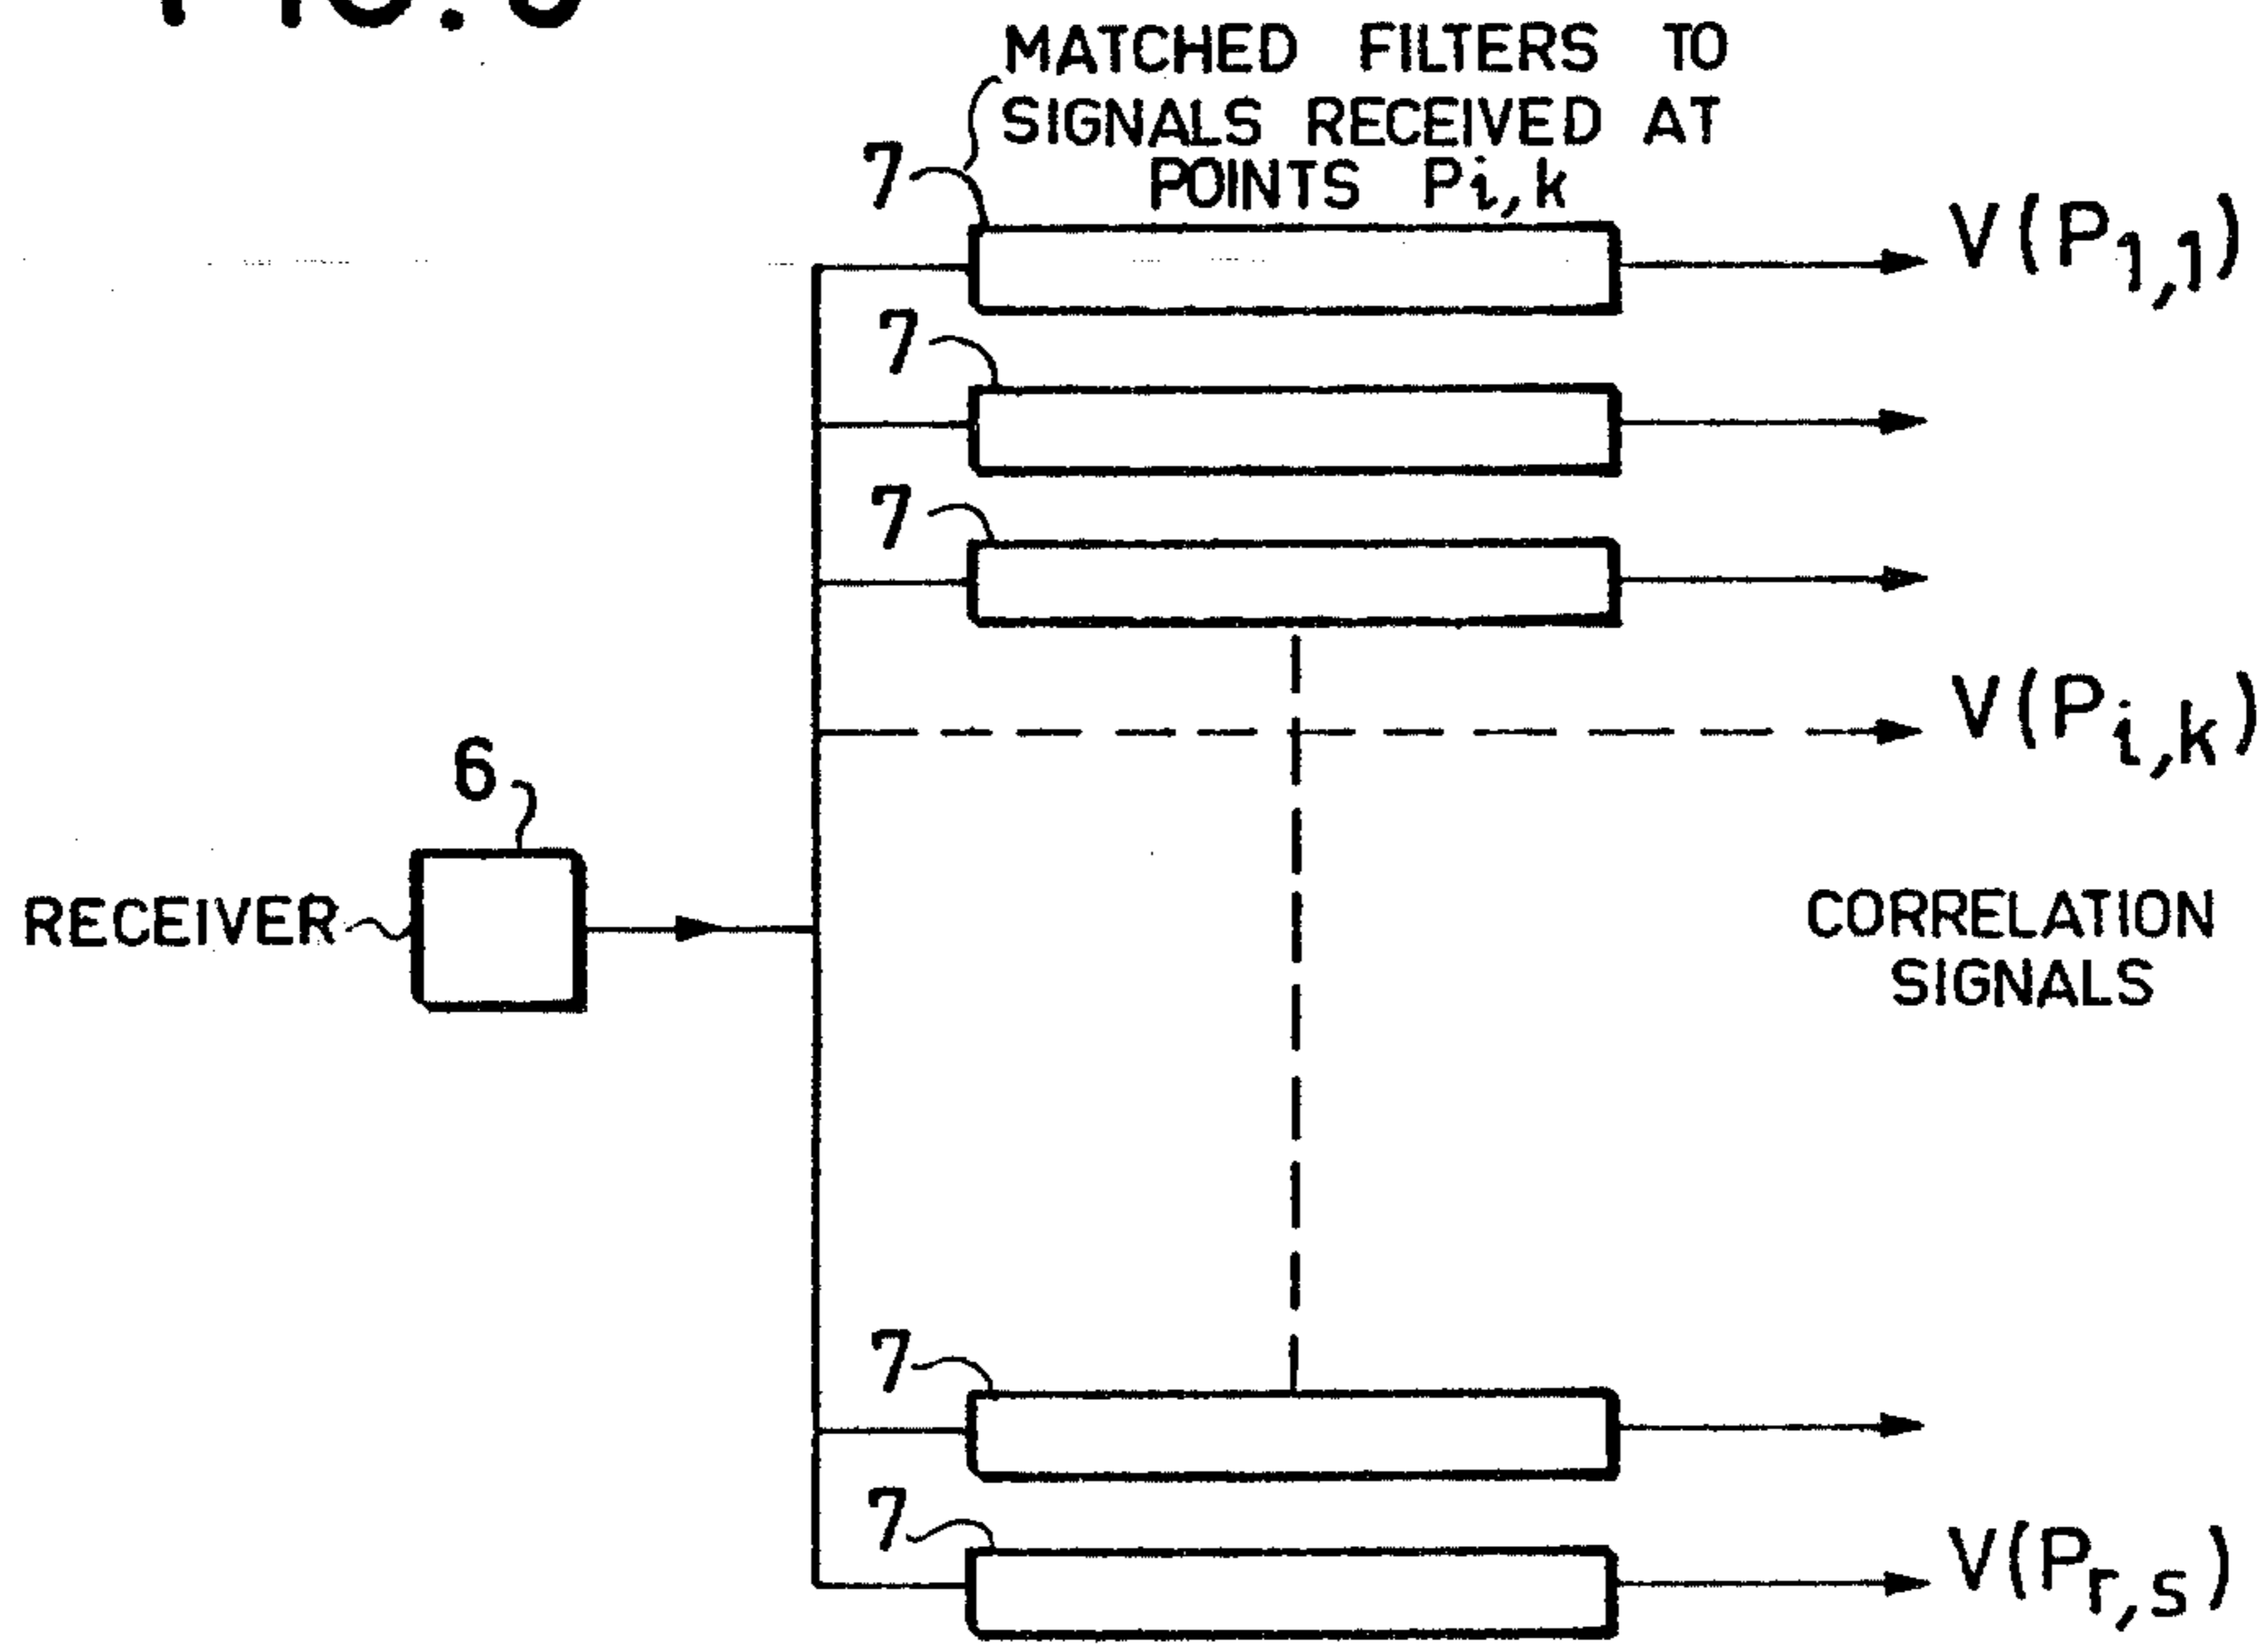 MATCHED FILTERS TO
SIGNALS RECEIVED AT
POINTS Pi,k
7
V(P1,1)
7
7
V(Pi,k)
6
RECEIVER
CORRELATION
SIGNALS
7
7
V(Pr,s)